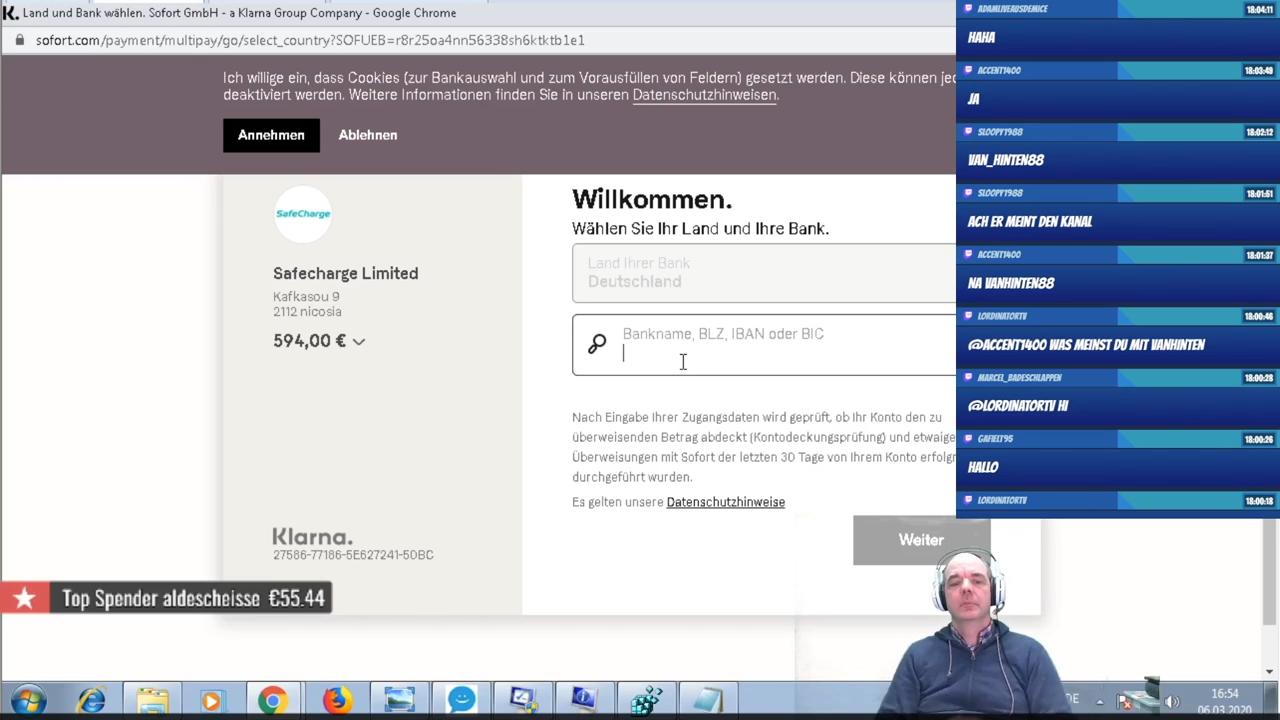 K. Land und Bank wählen. Sofort GmbH - a Klarna Group Company - Google Chrome
sofort.com/payment/multipay/go/select_country?SOFUEB=r8r25oa4nn56338sh6ktktb1e1
Ich willige ein, dass Cookies (zur Bankauswahl und zum Vorausfüllen von Feldern) gesetzt werden. Diese können
deaktiviert werden. Weitere Informationen finden Sie in unseren Datenschutzhinweisen.
Annehmen Ablehnen
SafeCharge
Safecharge Limited
Kafkasou 9
2112 nicosia
594,00 €
Klarna.
27586-77186-5E627241-50BC
Willkommen.
Wählen Sie Ihr Land und Ihre Bank.
Land Ihrer Bank
Deutschland
Bankname, BLZ, IBAN oder BIC
Nach Eingabe Ihrer Zugangsdaten wird geprüft, ob Ihr Konto den zu
überweisenden Betrag abdeckt (Kontodeckungsprüfung) und etwaige
Überweisungen mit Sofort der letzten 30 Tage von Ihrem Konto erfolg
durchgeführt wurden.
Es gelten unsere Datenschutzhinweise
Weiter
ADAMLIVEAUSDEMICE 18:04:11
HAHA
ACCENT1400 18:03:49
JA
SLOOPY1988 18:02:12
VAN_HINTEN88
SLOOPY1988 18:01:51
ACH ER MEINT DEN KANAL
ACCENT1400 18:01:37
NA VANHINTEN88
LORDINATORTV 18:00:46
@ACCENT1400 WAS MEINST DU MIT VANHINTEN
MARCEL_BADESCHLAPPEN 18:00:28
@LORDINATORTV HI
GAFIELT95 18:00:26
HALLO
LORDINATORTV 18:00:18
Top Spender aldescheisse €55.44
DE
16:54
06.03.2020